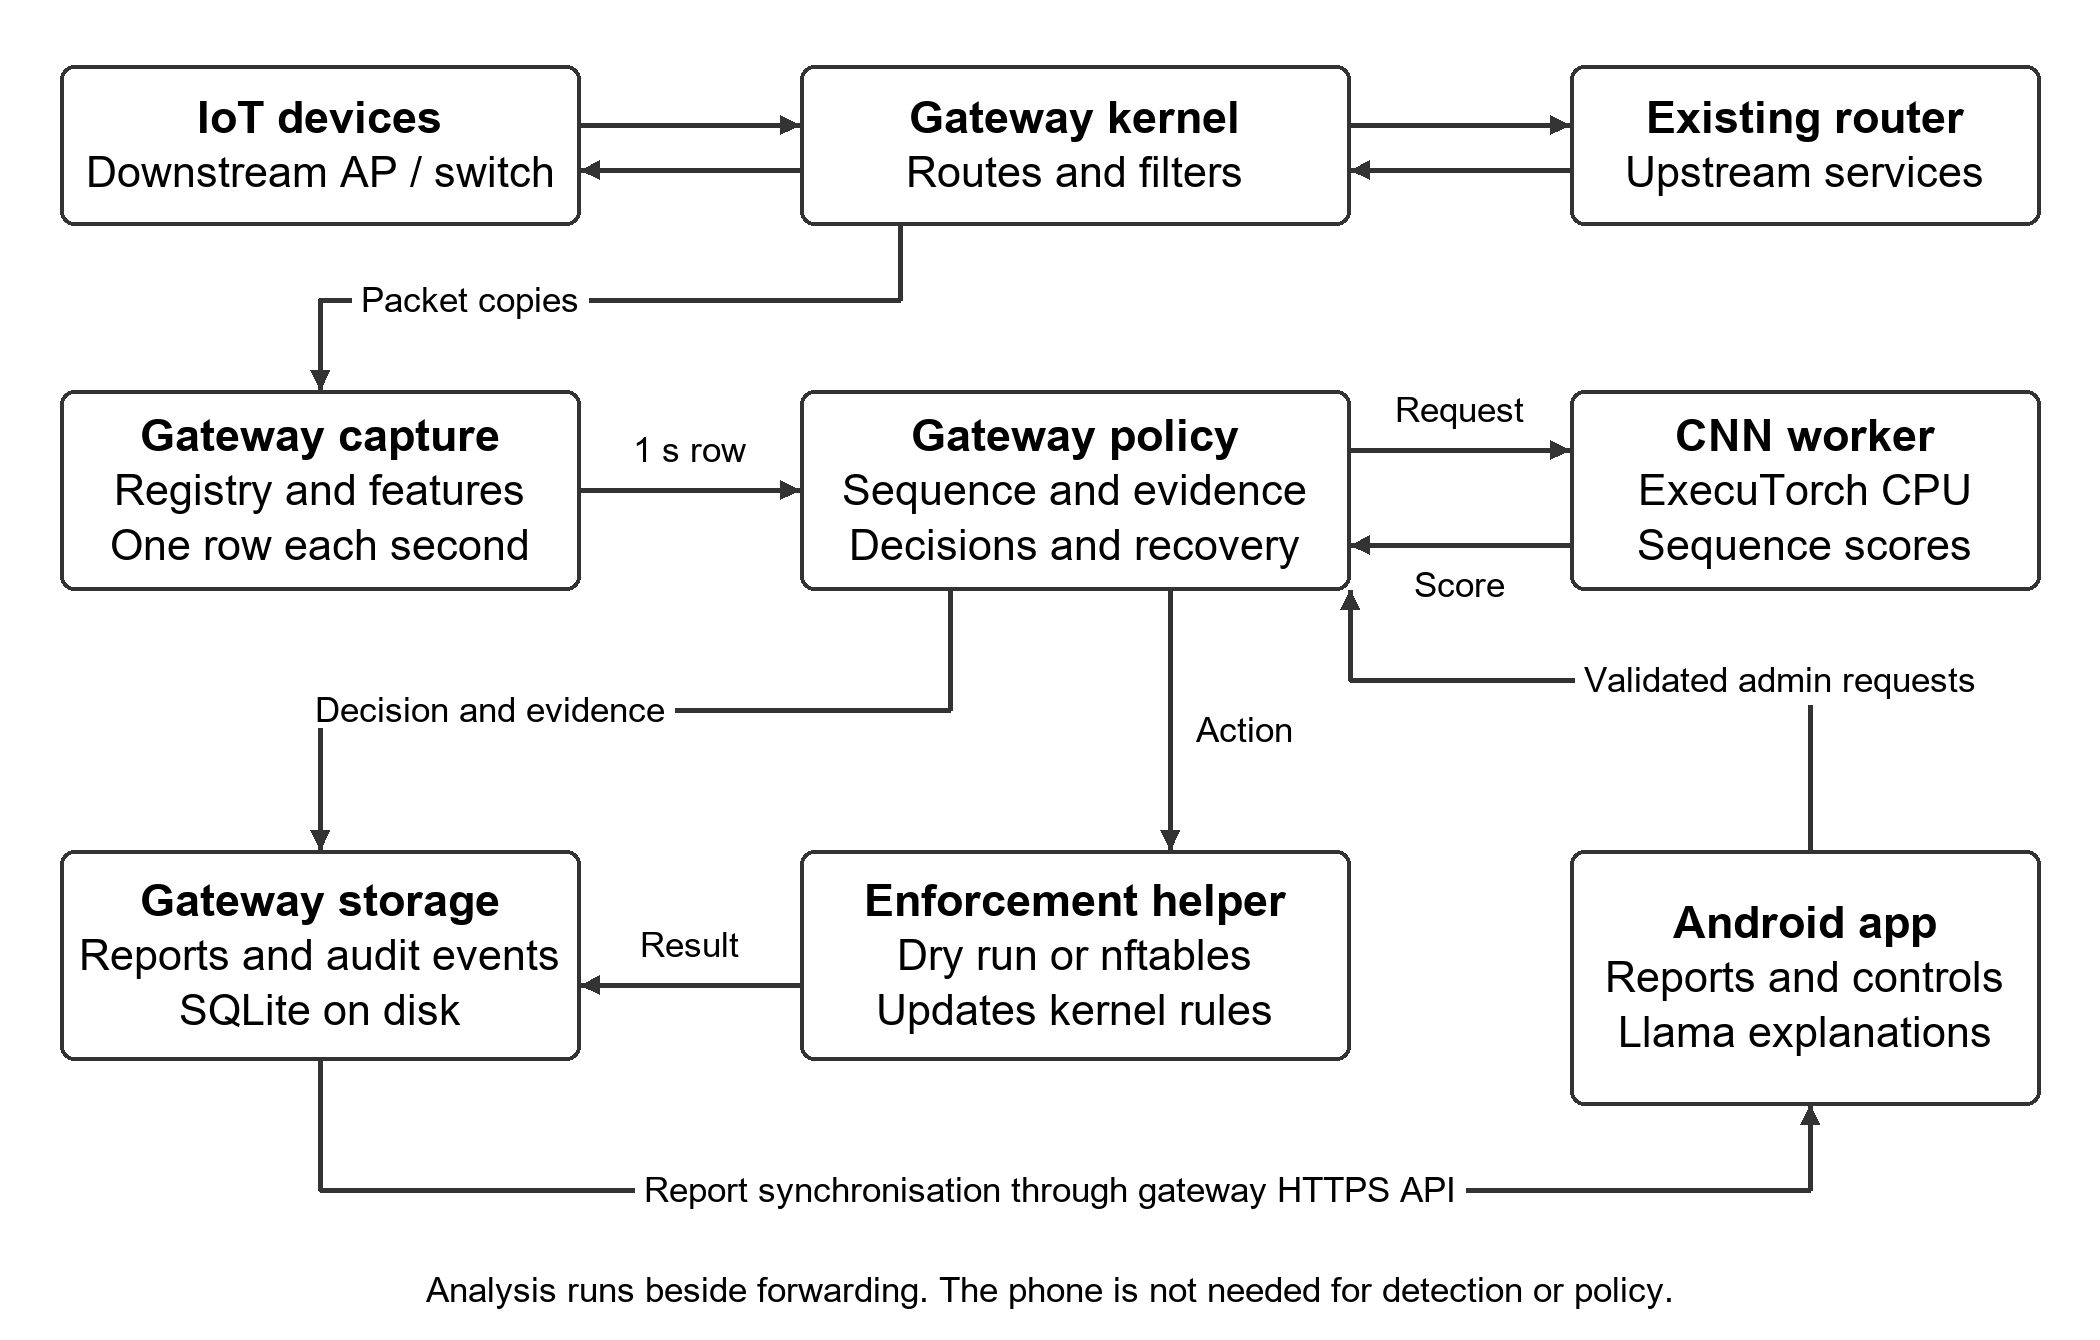 IoT devices
Downstream AP / switch
Gateway kernel
Routes and filters
Existing router
Upstream services
Packet copies
Gateway capture
Registry and features
One row each second
1 s row
Gateway policy
Sequence and evidence
Decisions and recovery
Request
Score
CNN worker
ExecuTorch CPU
Sequence scores
Validated admin requests
Decision and evidence
Action
Gateway storage
Reports and audit events
SQLite on disk
Result
Enforcement helper
Dry run or nftables
Updates kernel rules
Android app
Reports and controls
Llama explanations
Report synchronisation through gateway HTTPS API
Analysis runs beside forwarding. The phone is not needed for detection or policy.